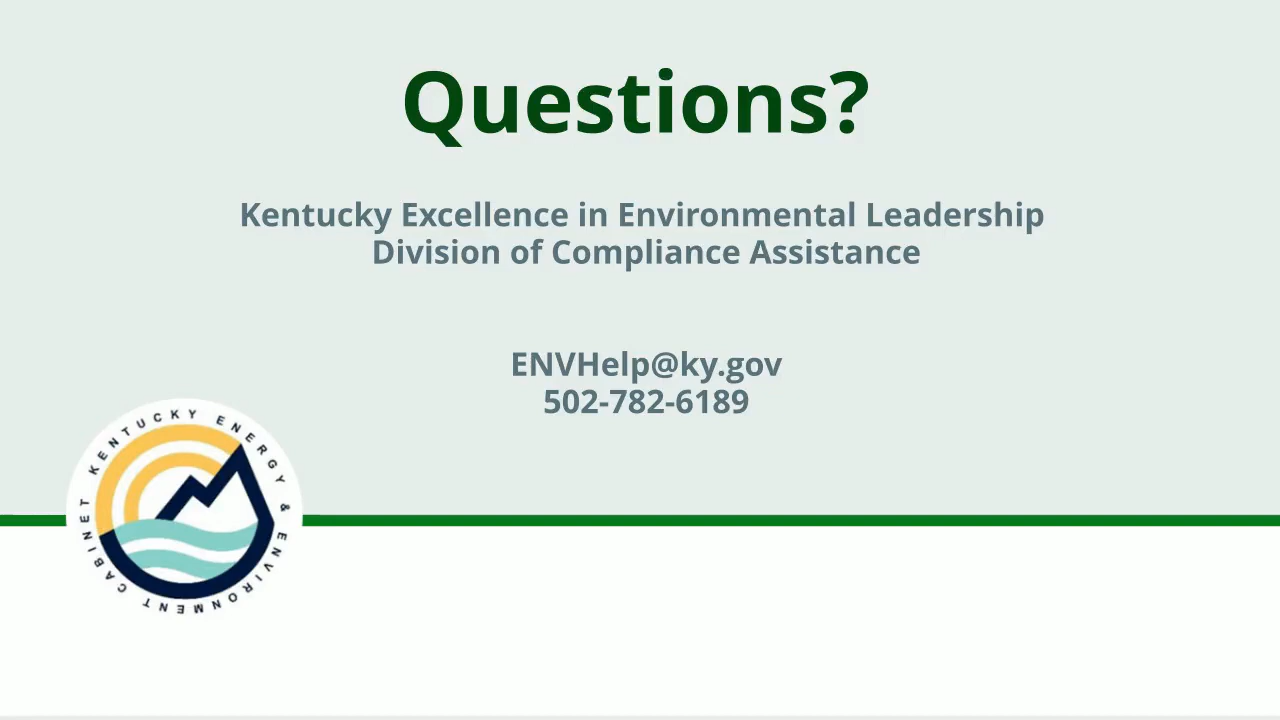 Questions?
Kentucky Excellence in Environmental Leadership
Division of Compliance Assistance
ENVHelp@ky.gov
502-782-6189
KENTUCKY ENERGY & ENVIRONMENT CABINET